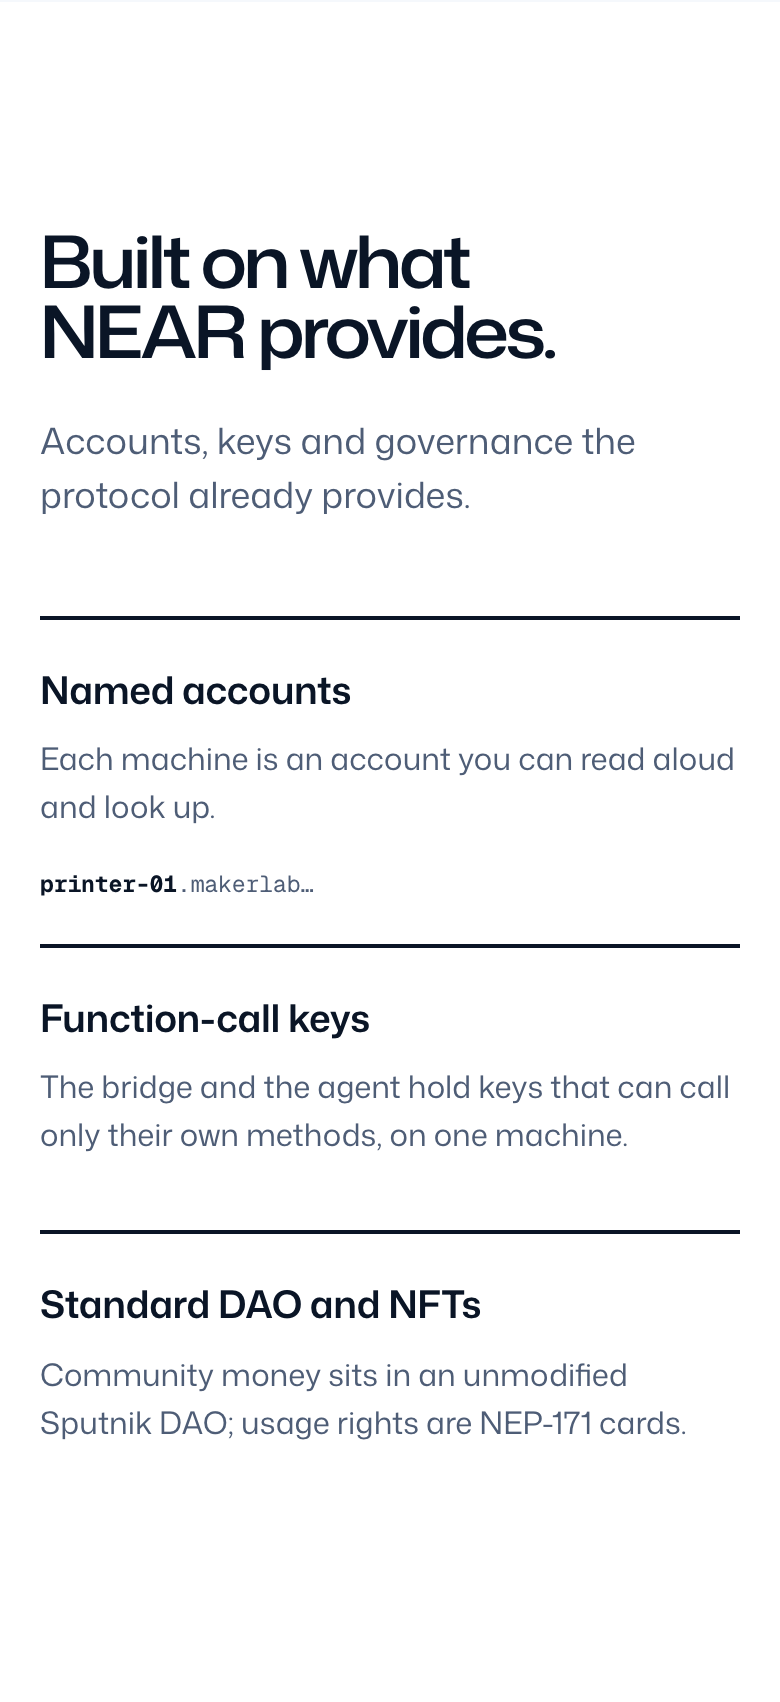 Built on what
NEAR provides.
Accounts, keys and governance the
protocol already provides.
Named accounts
Each machine is an account you can read aloud
and look up.
printer-01.makerlab…
Function-call keys
The bridge and the agent hold keys that can call
only their own methods, on one machine.
Standard DAO and NFTs
Community money sits in an unmodified
Sputnik DAO; usage rights are NEP-171 cards.